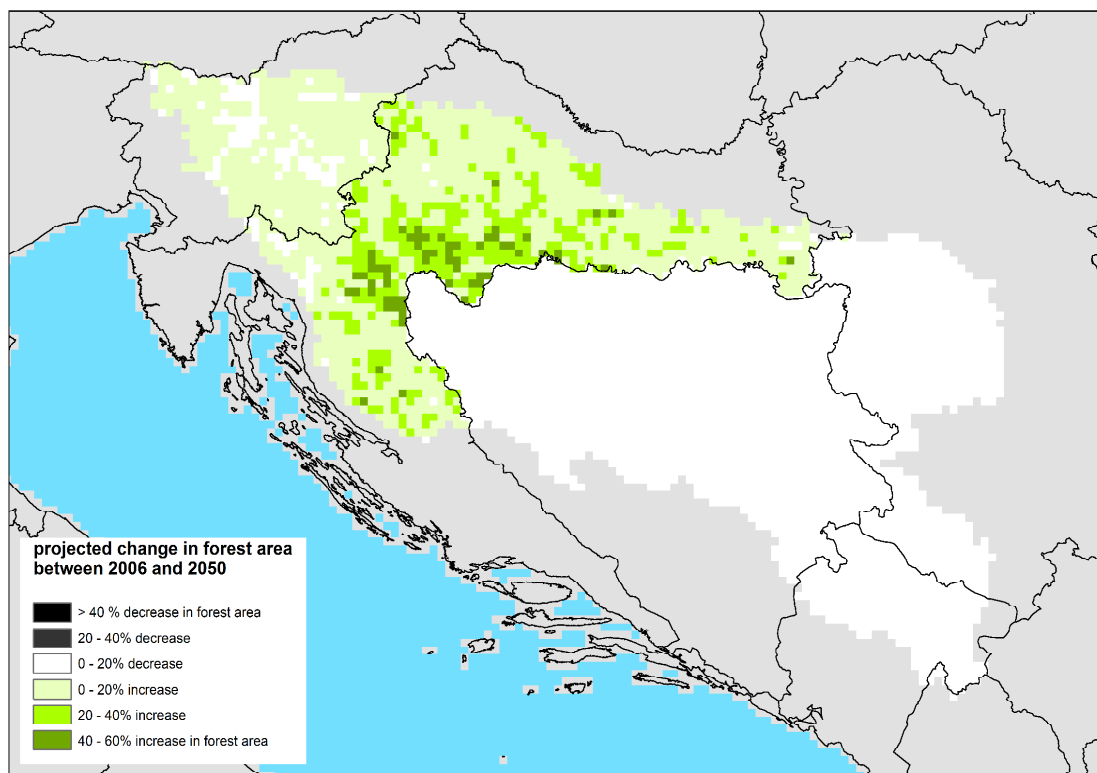 projected change in forest area
between 2006 and 2050
> 40 % decrease in forest area
20 - 40% decrease
0 - 20% decrease
0 - 20% increase
20 - 40% increase
40 - 60% increase in forest area